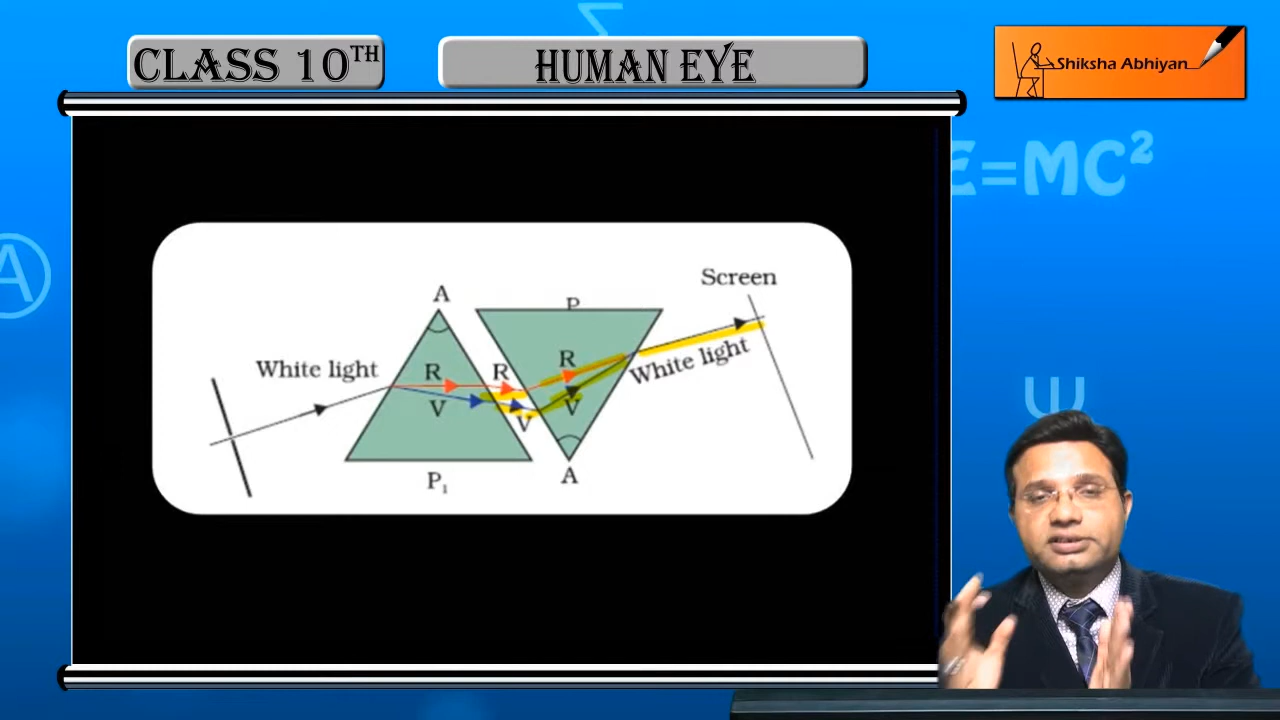 CLASS 10TH
HUMAN EYE
Shiksha Abhiyan
Σ
E=MC²
A
Ψ
Screen
A
P
White light
R
R
R
White light
V
V
V
P₁
A